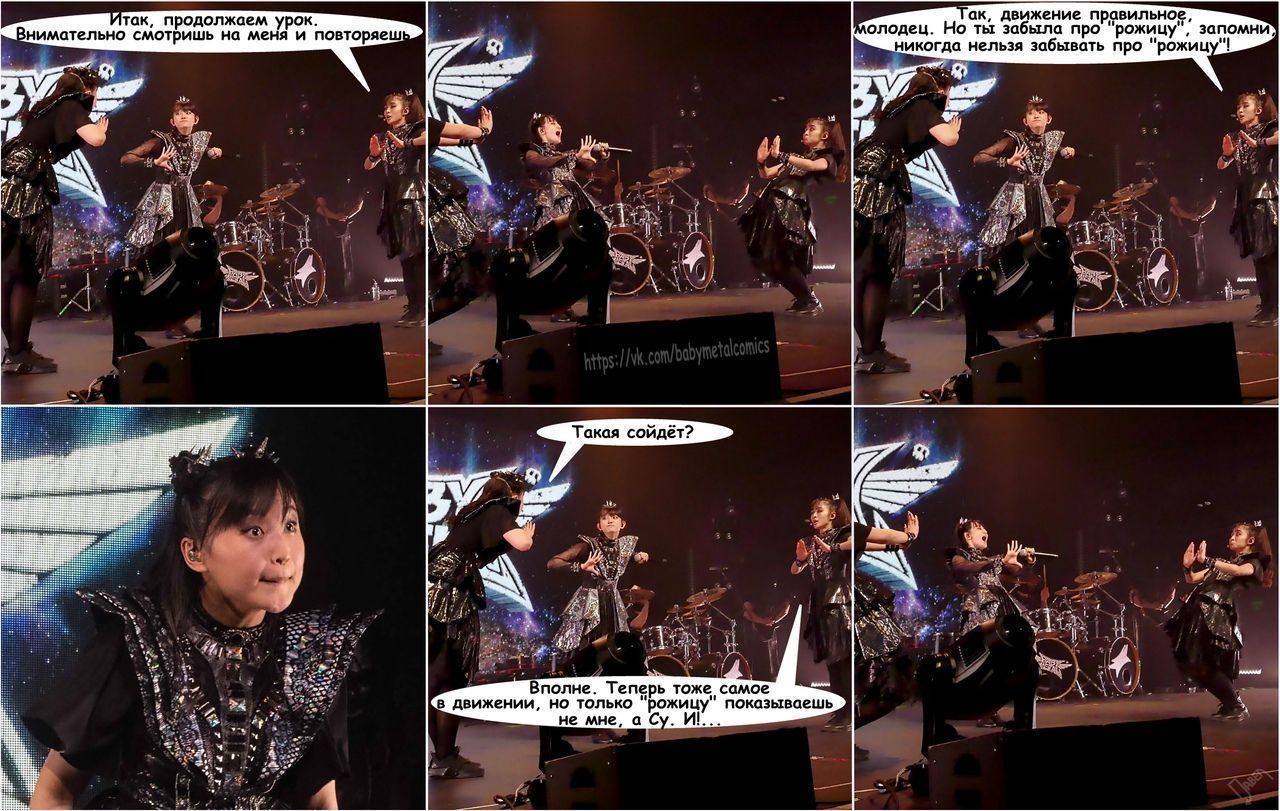 Итак, продолжаем урок.
Внимательно смотришь на меня и повторяешь
BY
https://vk.com/babymetalcomics
Так, движение правильное,
молодец. Но ты забыла про "рожицу", запомни,
никогда нельзя забывать про "рожицу"!
Такая сойдёт?
BY
Вполне. Теперь тоже самое
в движении, но только "рожицу" показываешь
не мне, а Су. И!...